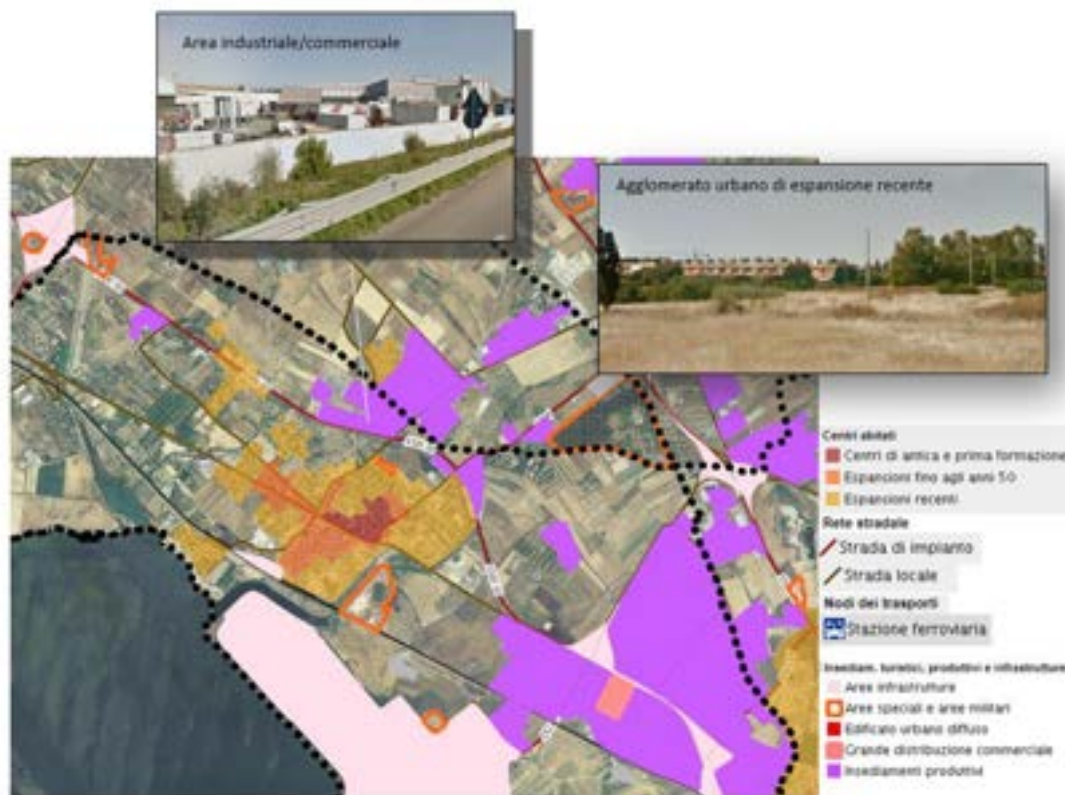 Area industriale/commerciale
Agglomerato urbano di espansione recente
Centri abitati
Centri di antica e prima formazione
Espansioni fino agli anni 50
Espansioni recenti
Rete stradale
Strada di impianto
Strada locale
Nodi dei trasporti
Stazione ferroviaria
Insediam. turistici, produttivi e infrastrutture
Aree infrastrutture
Aree speciali e aree militari
Edificato urbano diffuso
Grande distribuzione commerciale
Insediamenti produttivi